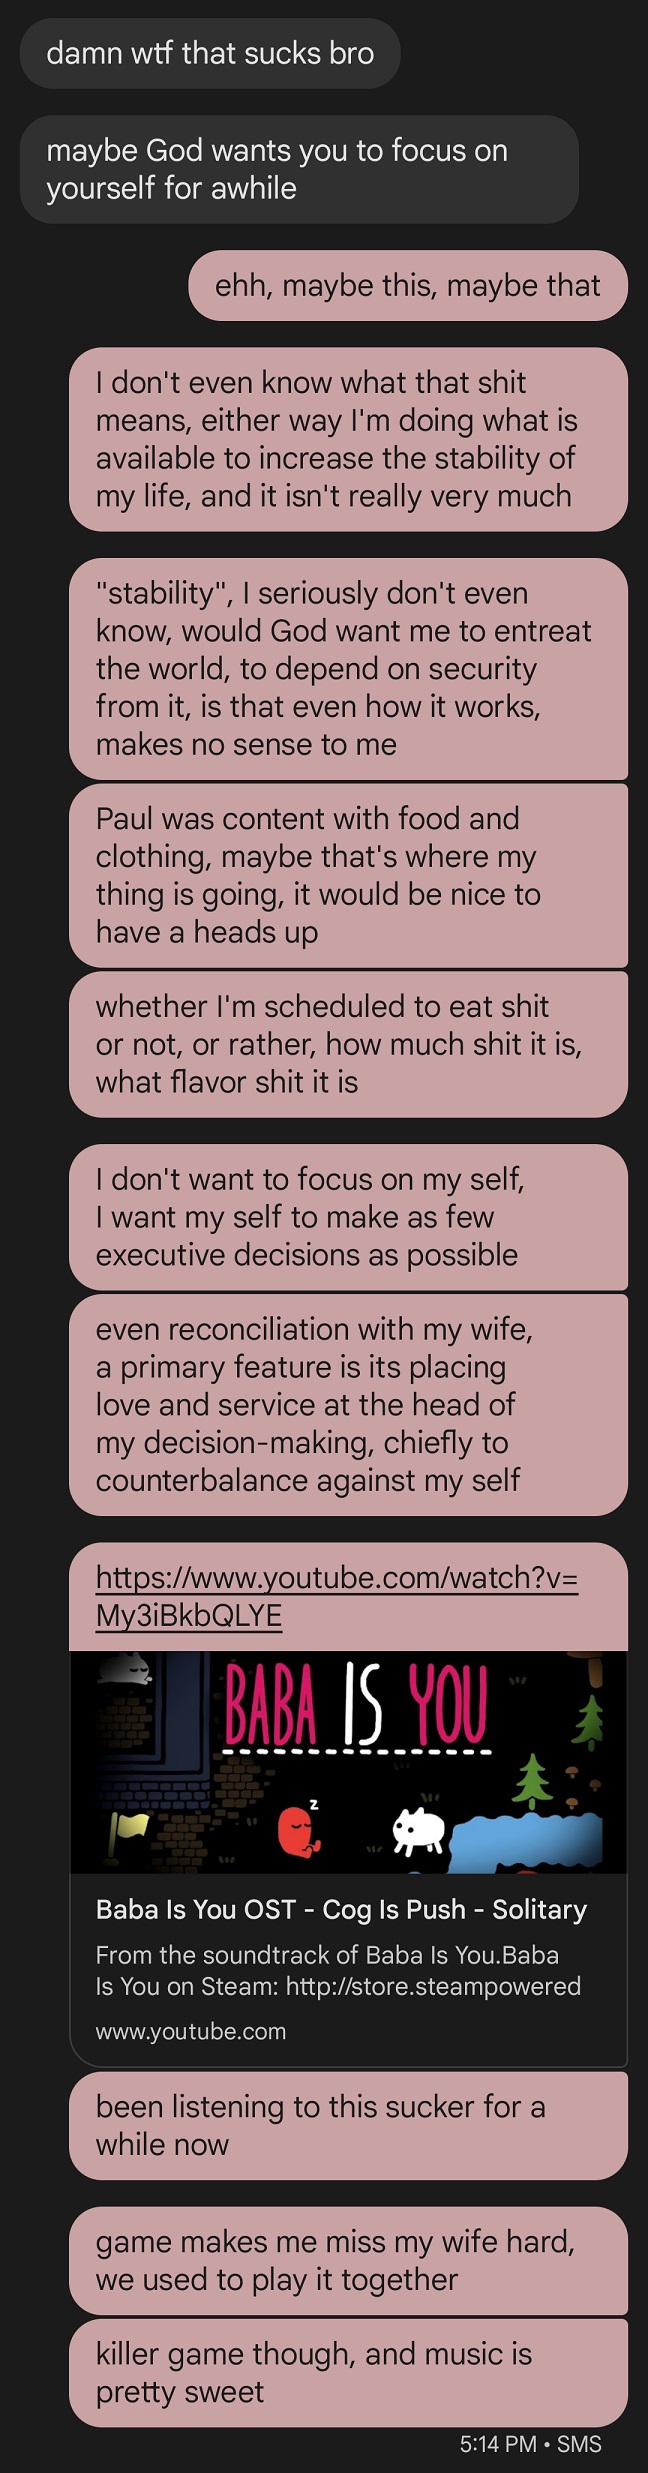 damn wtf that sucks bro
maybe God wants you to focus on
yourself for awhile
ehh, maybe this, maybe that
I don't even know what that shit
means, either way I'm doing what is
available to increase the stability of
my life, and it isn't really very much
"stability", I seriously don't even
know, would God want me to entreat
the world, to depend on security
from it, is that even how it works,
makes no sense to me
Paul was content with food and
clothing, maybe that's where my
thing is going, it would be nice to
have a heads up
whether I'm scheduled to eat shit
or not, or rather, how much shit it is,
what flavor shit it is
I don't want to focus on my self,
I want my self to make as few
executive decisions as possible
even reconciliation with my wife,
a primary feature is its placing
love and service at the head of
my decision-making, chiefly to
counterbalance against my self
https://www.youtube.com/watch?v=
My3iBkbQLYE
BABA IS YOU
z
Baba Is You OST - Cog Is Push - Solitary
From the soundtrack of Baba Is You.Baba
Is You on Steam: http://store.steampowered
www.youtube.com
been listening to this sucker for a
while now
game makes me miss my wife hard,
we used to play it together
killer game though, and music is
pretty sweet
5:14 PM • SMS